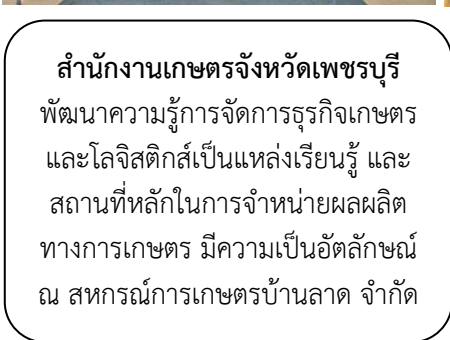 สำนักงานเกษตรจังหวัดเพชรบุรี
พัฒนาความรู้การจัดการธุรกิจเกษตร
และโลจิสติกส์เป็นแหล่งเรียนรู้ และ
สถานที่หลักในการจำหน่ายผลผลิต
ทางการเกษตร มีความเป็นอัตลักษณ์
ณ สหกรณ์การเกษตรบ้านลาด จำกัด